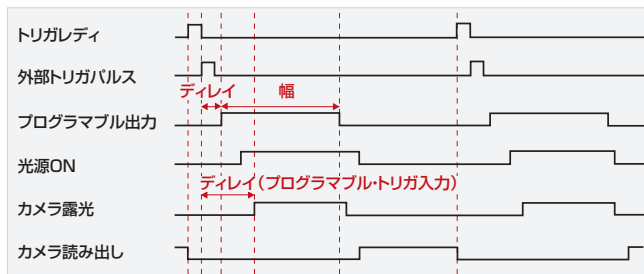 トリガレディ
外部トリガパルス
ディレイ 幅
プログラマブル出力
光源ON
ディレイ（プログラマブル・トリガ入力）
カメラ露光
カメラ読み出し